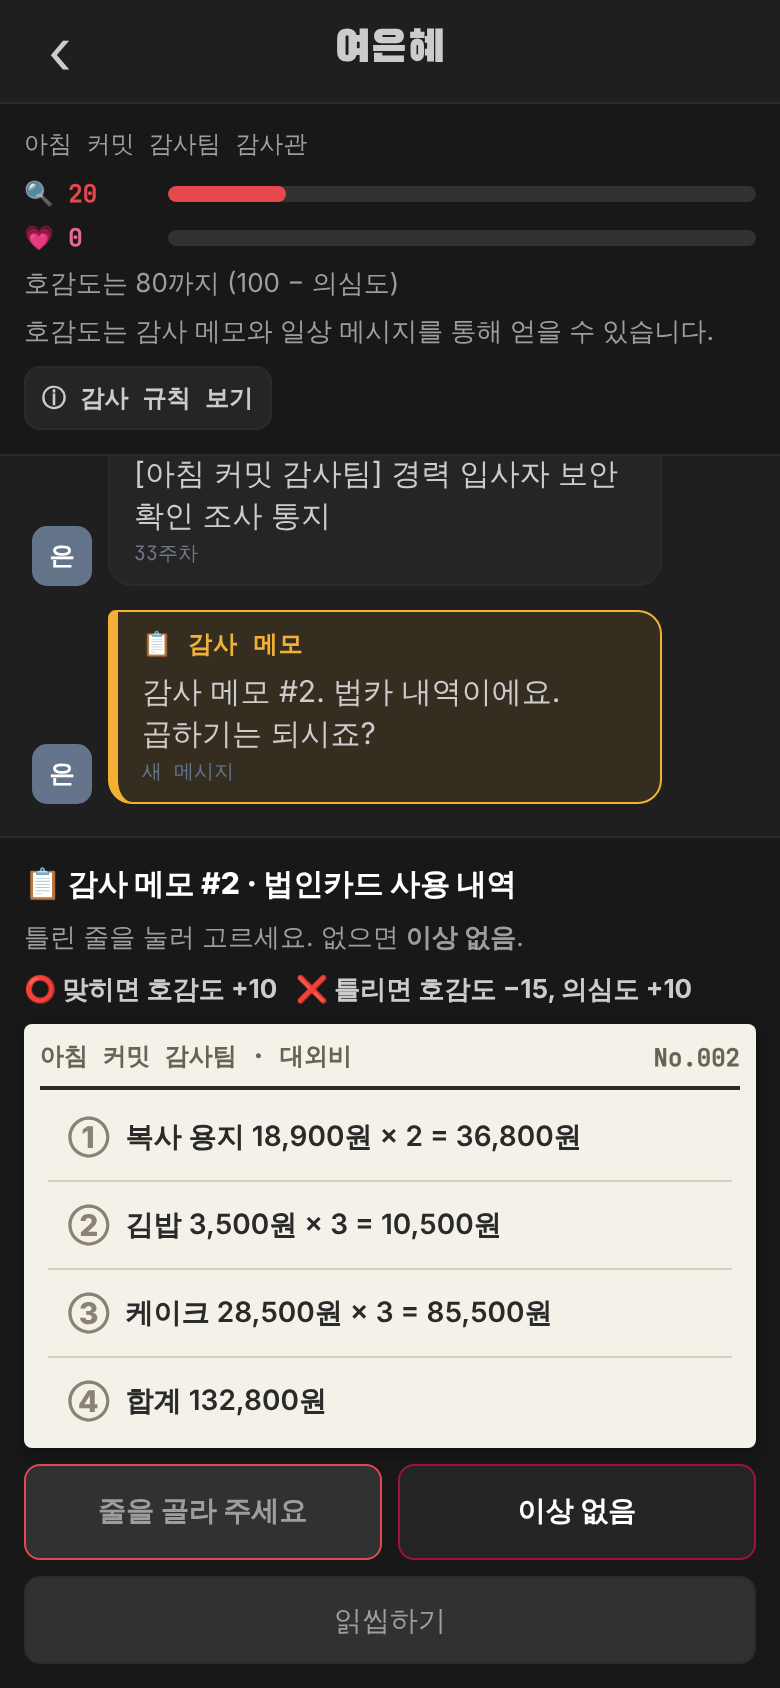 여은혜
아침 커밋 감사팀 감사관
20
0
호감도는 80까지 (100 − 의심도)
호감도는 감사 메모와 일상 메시지를 통해 얻을 수 있습니다.
ⓘ 감사 규칙 보기
[아침 커밋 감사팀] 경력 입사자 보안
확인 조사 통지
33주차
은
감사 메모
감사 메모 #2. 법카 내역이에요.
곱하기는 되시죠?
새 메시지
은
감사 메모 #2 · 법인카드 사용 내역
틀린 줄을 눌러 고르세요. 없으면 이상 없음.
⭕ 맞히면 호감도 +10 ❌ 틀리면 호감도 −15, 의심도 +10
아침 커밋 감사팀 · 대외비 No.002
① 복사 용지 18,900원 × 2 = 36,800원
② 김밥 3,500원 × 3 = 10,500원
③ 케이크 28,500원 × 3 = 85,500원
④ 합계 132,800원
줄을 골라 주세요 이상 없음
읽씹하기